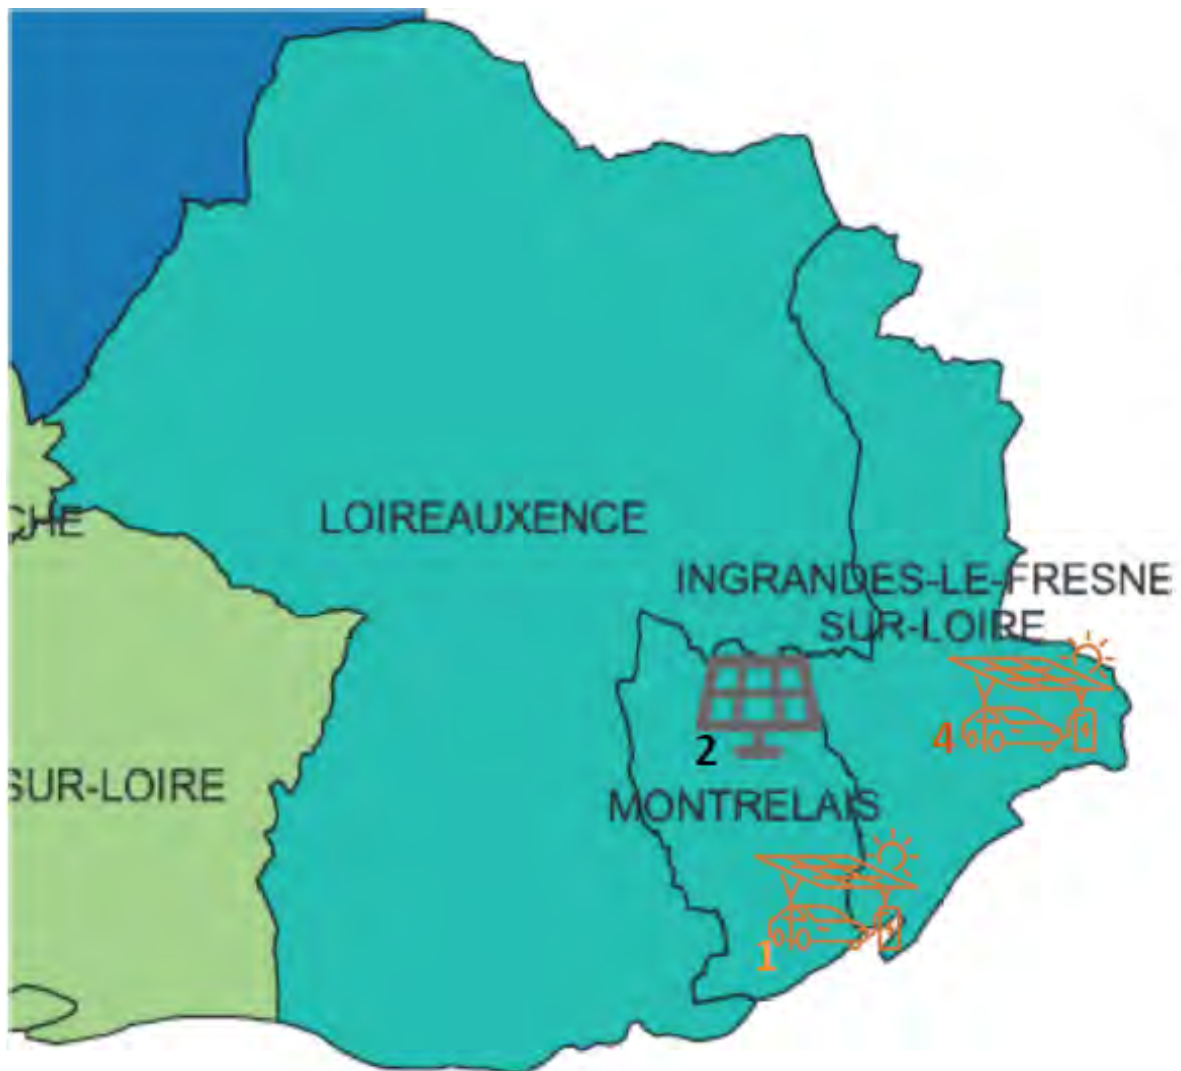 LOIREAUXENCE
CHE
INGRANDES-LE-FRESNE
SUR-LOIRE
4
2
SUR-LOIRE
MONTRELAIS
1